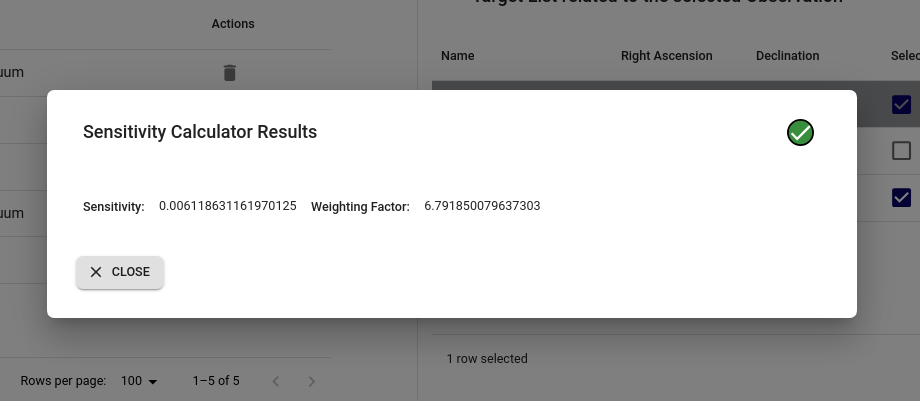 Target List related to the selected Observation
Actions
Name Right Ascension Declination Selec
uum
Sensitivity Calculator Results
Sensitivity: 0.006118631161970125 Weighting Factor: 6.791850079637303
uum
CLOSE
1 row selected
Rows per page: 100 1–5 of 5